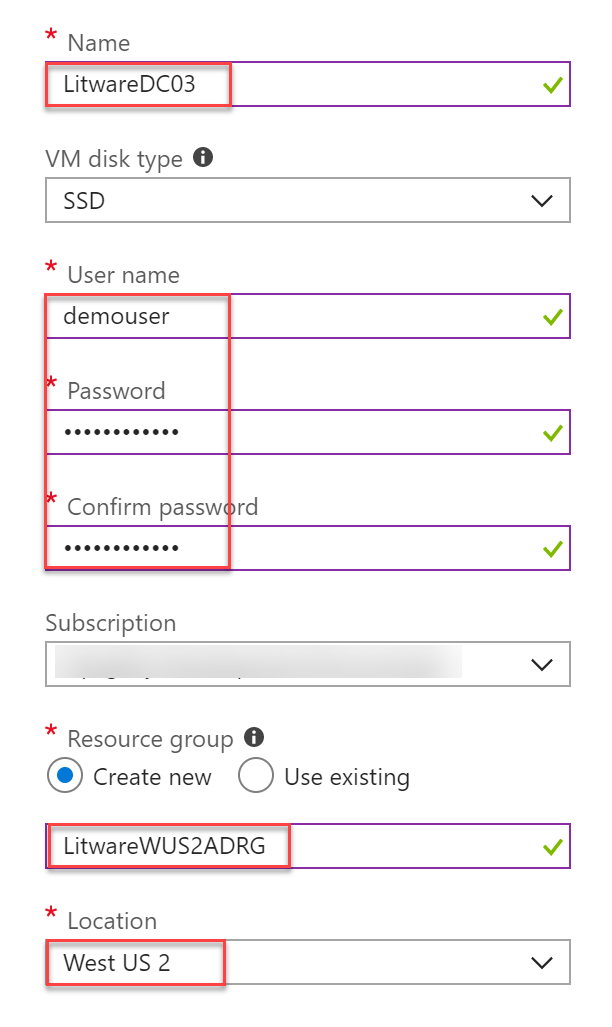 * Name
LitwareDC03
VM disk type
SSD
* User name
demouser
* Password
••••••••••••
* Confirm password
••••••••••••
Subscription
* Resource group
Create new Use existing
LitwareWUS2ADRG
* Location
West US 2